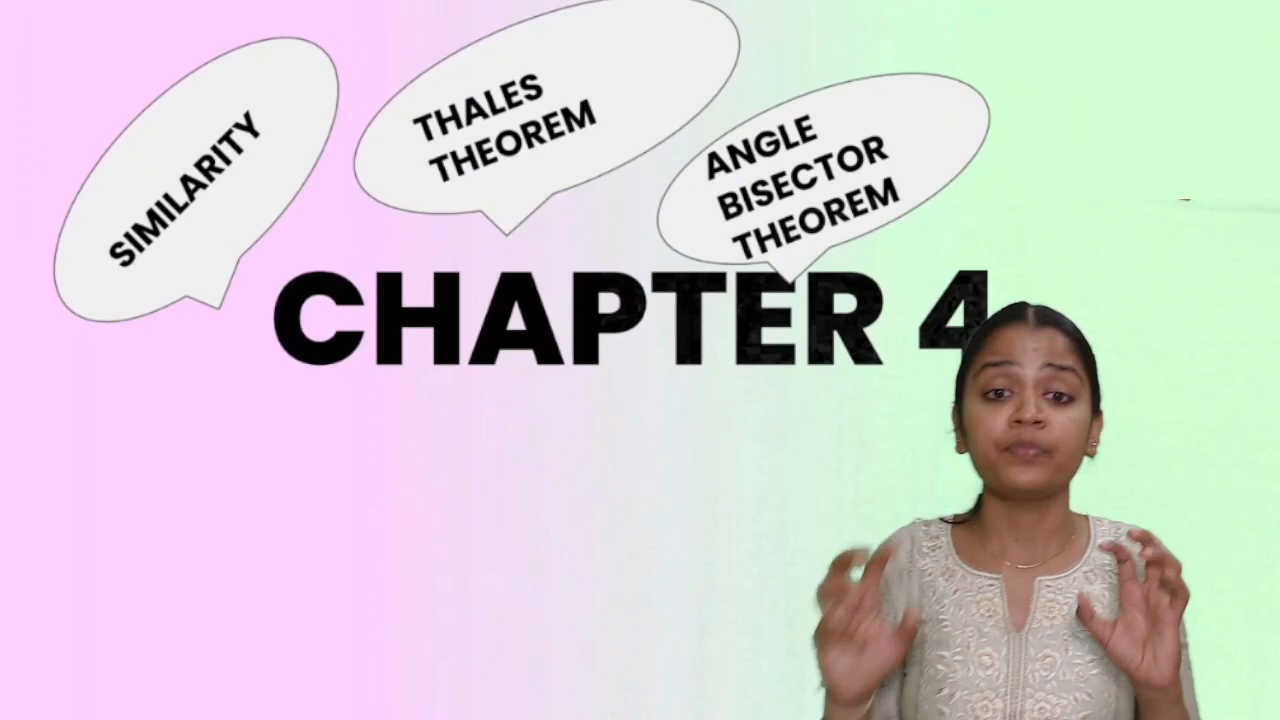 SIMILARITY
THALES
THEOREM
ANGLE
BISECTOR
THEOREM
CHAPTER 4